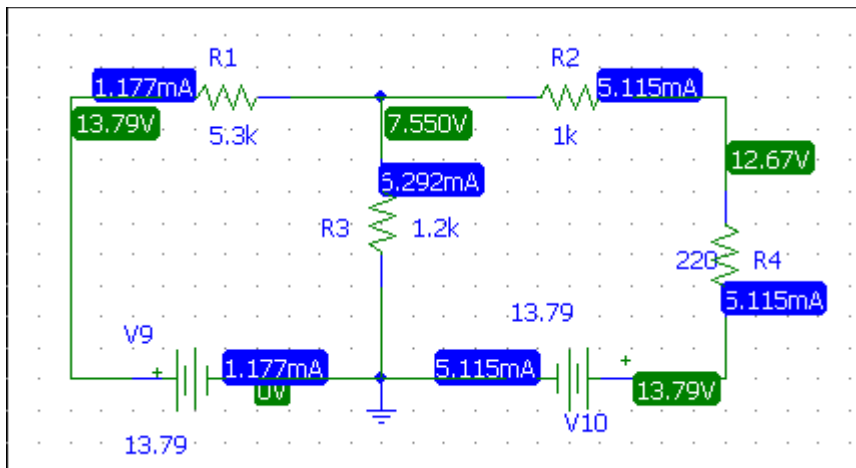 R1
R2
1.177mA
5.115mA
13.79V
7.550V
5.3k
1k
12.67V
6.292mA
R3
1.2k
220
R4
5.115mA
13.79
V9
+
1.177mA
5.115mA
+
0V
13.79V
V10
13.79